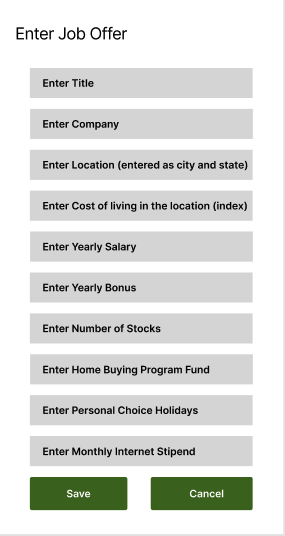 Enter Job Offer
Enter Title
Enter Company
Enter Location (entered as city and state)
Enter Cost of living in the location (index)
Enter Yearly Salary
Enter Yearly Bonus
Enter Number of Stocks
Enter Home Buying Program Fund
Enter Personal Choice Holidays
Enter Monthly Internet Stipend
Save Cancel